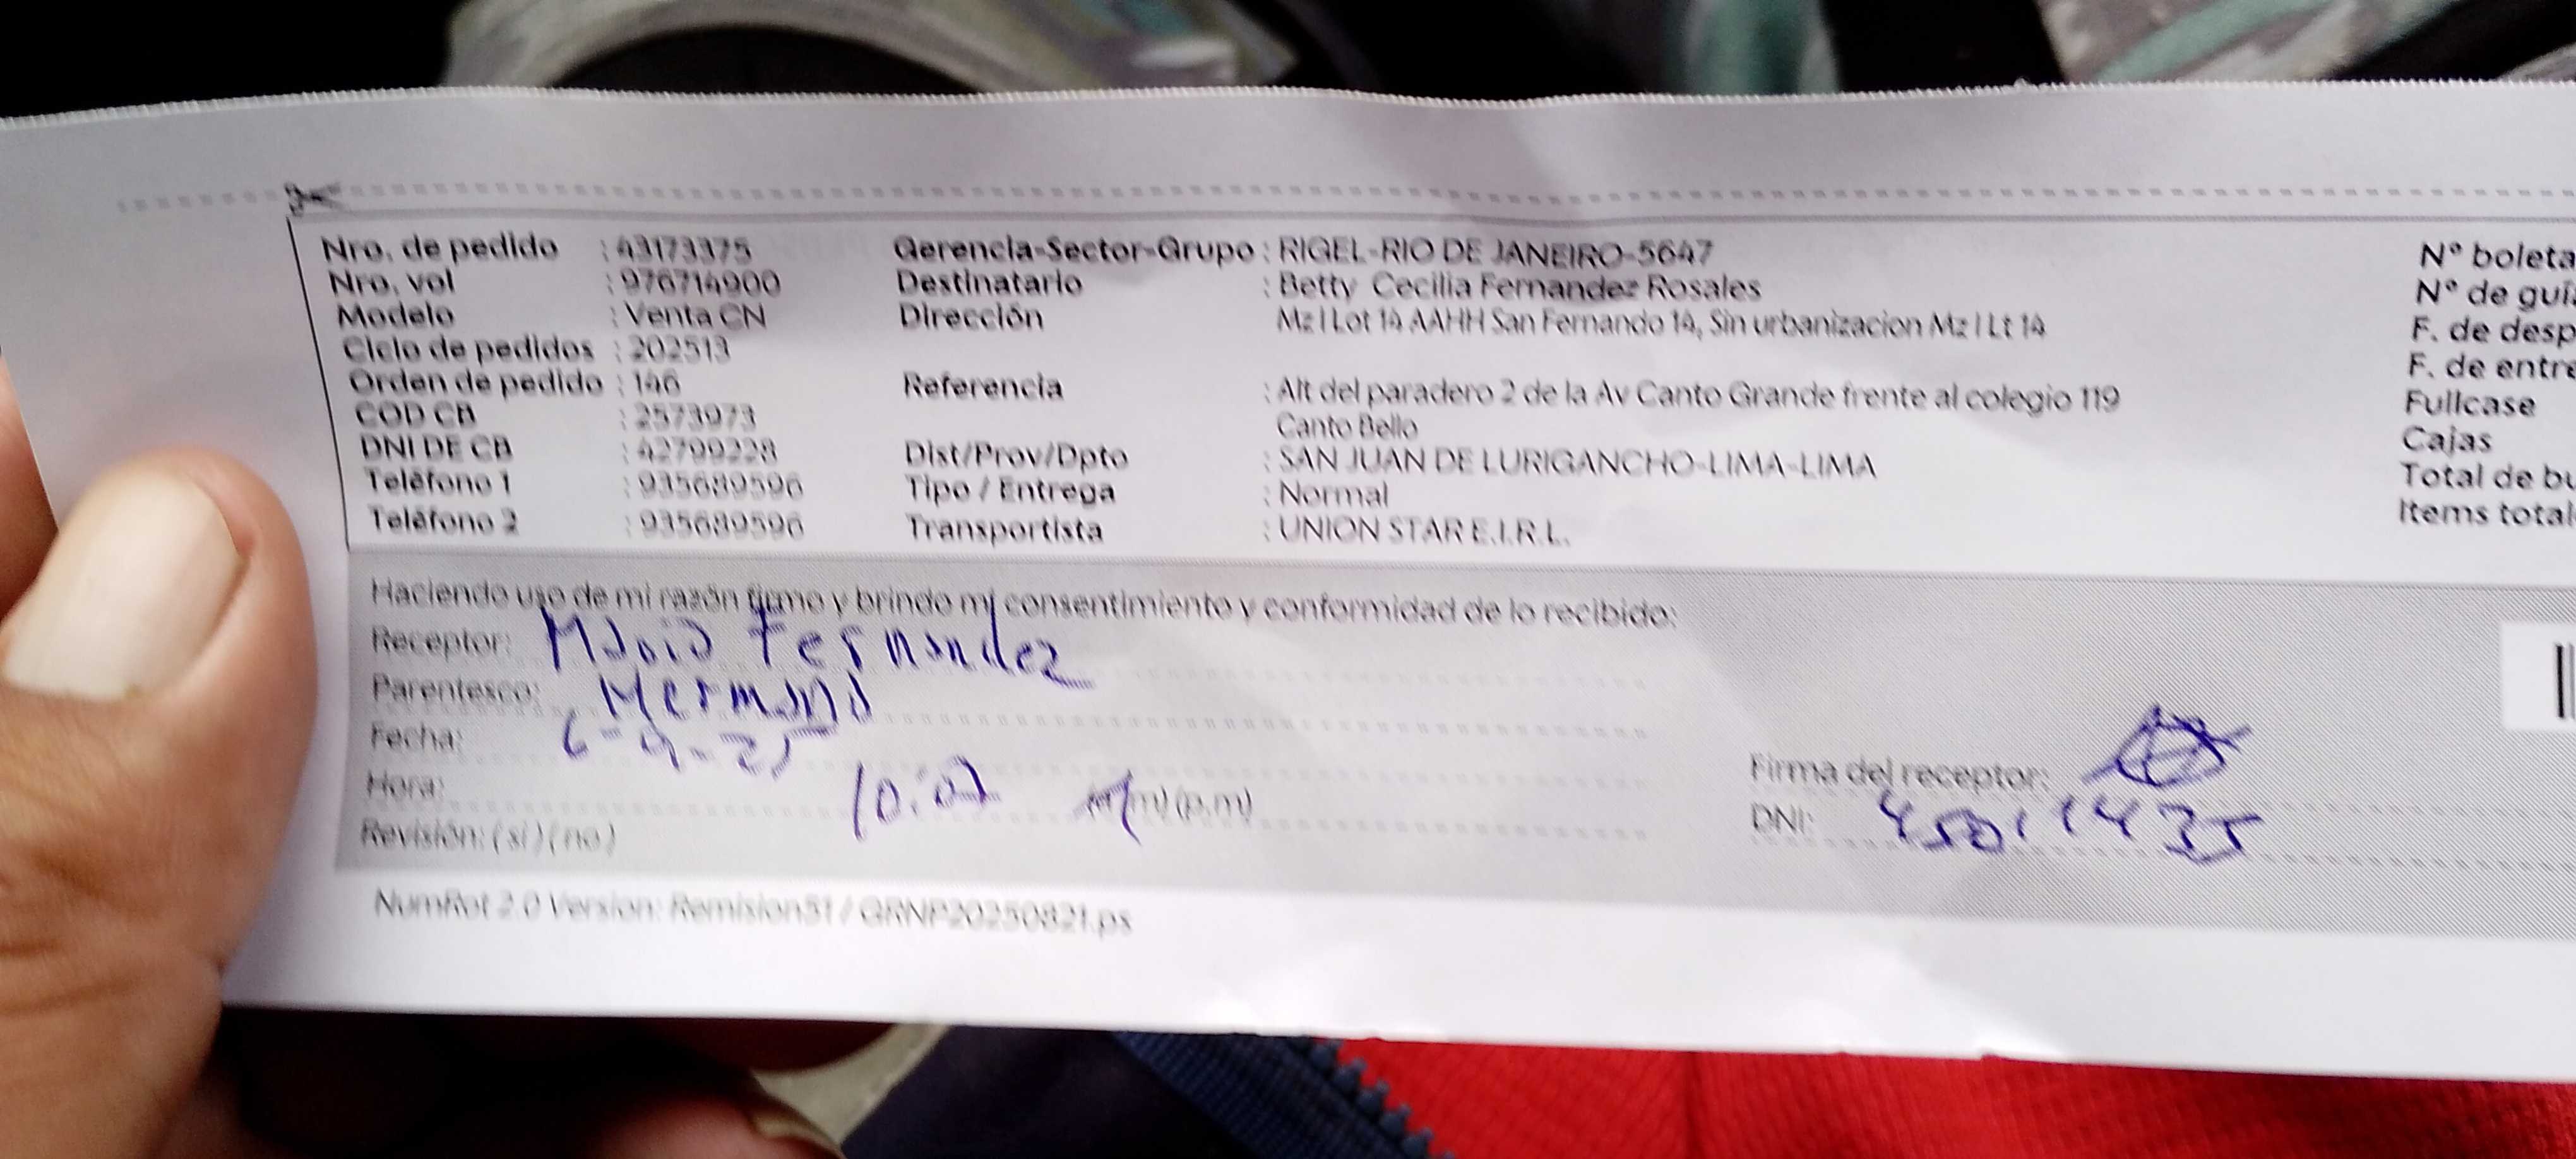 Nro. de pedido : 43173375
Nro. vol : 976714900
Modelo : Venta CN
Ciclo de pedidos : 202513
Orden de pedido : 146
COD CB : 2573973
DNI DE CB : 42799228
Teléfono 1 : 935689596
Teléfono 2 : 935689596
Gerencia-Sector-Grupo : RIGEL-RIO DE JANEIRO-5647
Destinatario : Betty Cecilia Fernandez Rosales
Dirección Mz I Lot 14 AAHH San Fernando 14, Sin urbanizacion Mz I Lt 14
Referencia : Alt del paradero 2 de la Av Canto Grande frente al colegio 119
Canto Bello
Dist/Prov/Dpto : SAN JUAN DE LURIGANCHO-LIMA-LIMA
Tipo / Entrega : Normal
Transportista : UNION STAR E.I.R.L.
Nº boleta
Nº de guía
F. de desp
F. de entre
Fullcase
Cajas
Total de bu
Items total
Haciendo uso de mi razón firmo y brindo mi consentimiento y conformidad de lo recibido:
Receptor: Fernandez
Parentesco: Hermano
Fecha: 6-9-25
Hora: 10:07 m) (p.m)
Revisión: (si) (no)
Firma del receptor:
DNI: 45011435
NumRot 2.0 Version: Remision51 / GRNP20250821.ps